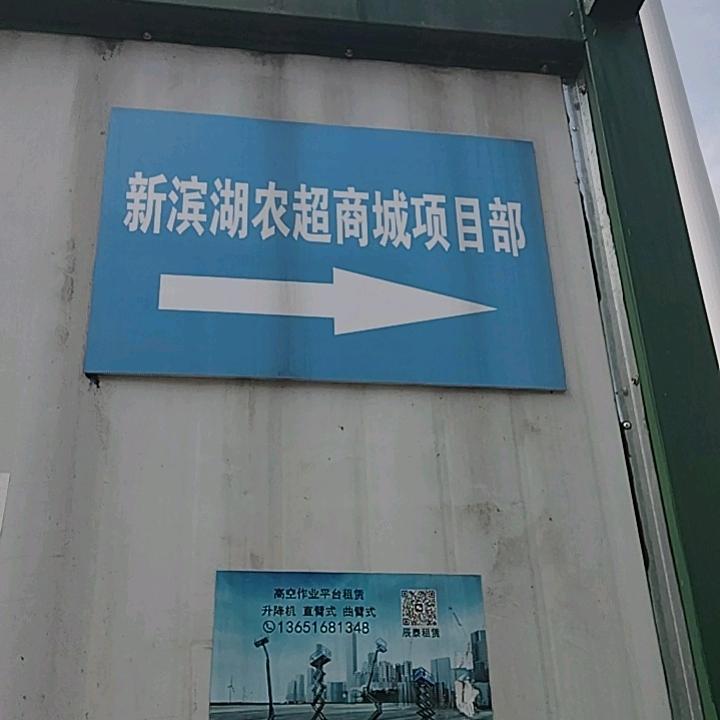 新滨湖农超商城项目部
高空作业平台租赁
升降机 直臂式 曲臂式
13651681348
辰泰租赁